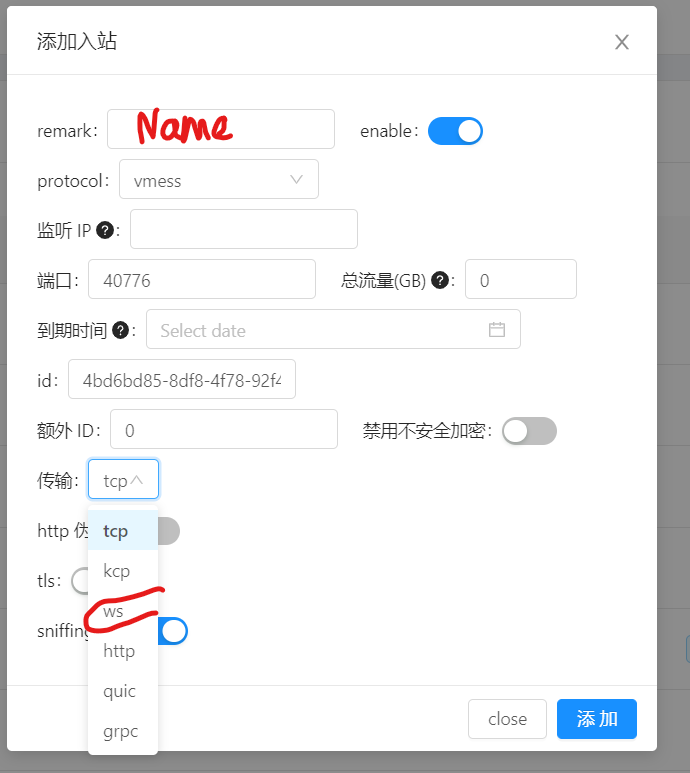 添加入站
remark: Name enable:
protocol: vmess
监听 IP ?:
端口: 40776 总流量(GB) ?: 0
到期时间 ?: Select date
id: 4bd6bd85-8df8-4f78-92f4
额外 ID: 0 禁用不安全加密:
传输: tcp
http 伪
tcp
kcp
tls:
ws
sniffing
http
quic
grpc
close 添加